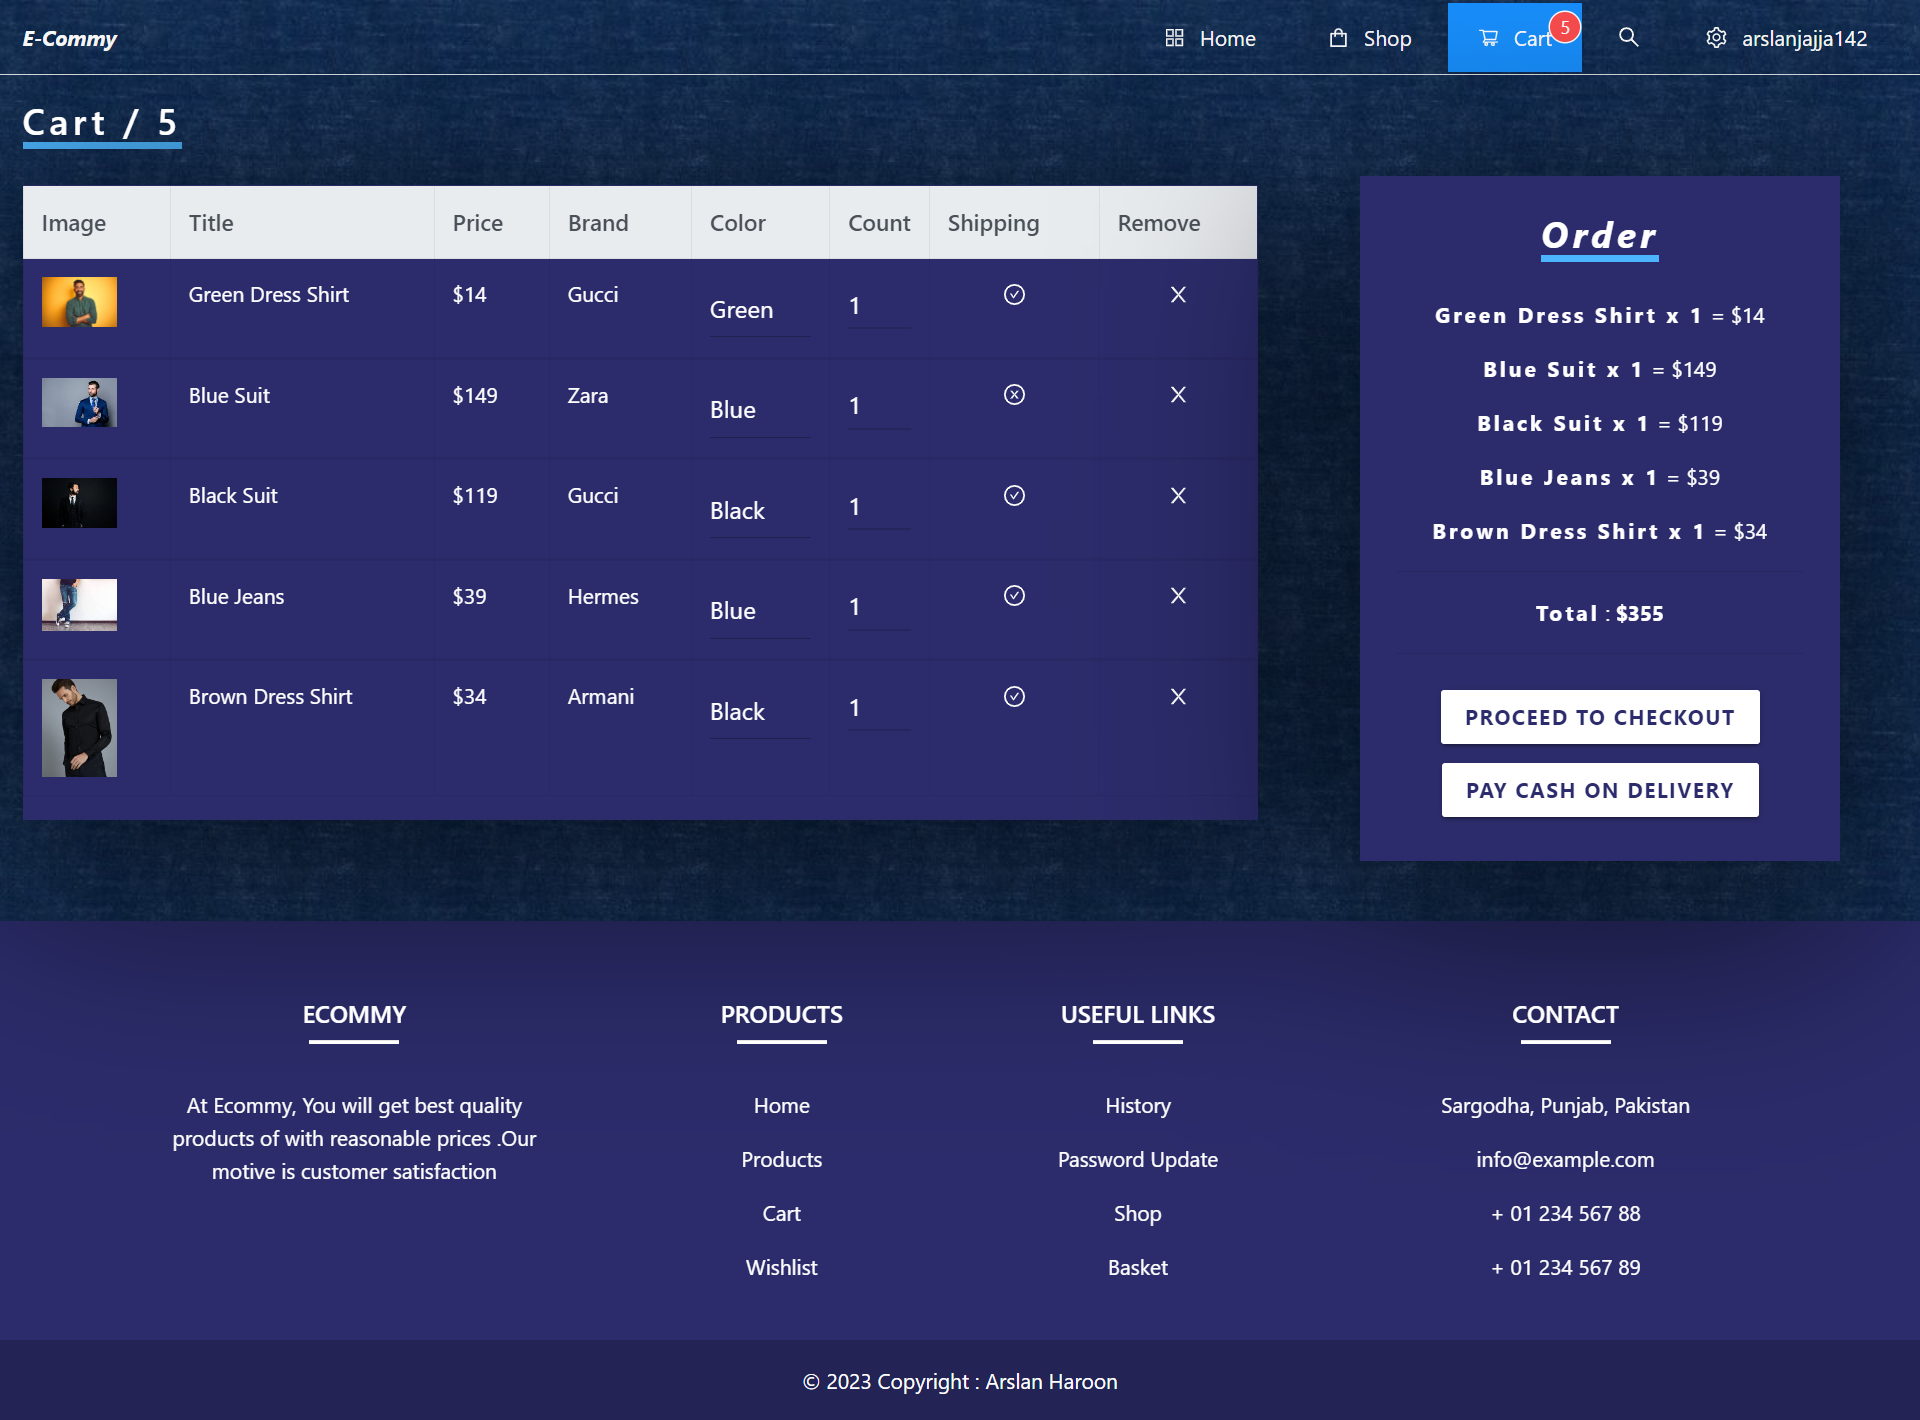 E-Commy
Home
Shop
Cart
5
arslanjajja142
Cart / 5
Image Title Price Brand Color Count Shipping Remove
Green Dress Shirt $14 Gucci Green 1
Blue Suit $149 Zara Blue 1
Black Suit $119 Gucci Black 1
Blue Jeans $39 Hermes Blue 1
Brown Dress Shirt $34 Armani Black 1
Order
Green Dress Shirt x 1 = $14
Blue Suit x 1 = $149
Black Suit x 1 = $119
Blue Jeans x 1 = $39
Brown Dress Shirt x 1 = $34
Total : $355
PROCEED TO CHECKOUT
PAY CASH ON DELIVERY
ECOMMY
At Ecommy, You will get best quality
products of with reasonable prices .Our
motive is customer satisfaction
PRODUCTS
Home
Products
Cart
Wishlist
USEFUL LINKS
History
Password Update
Shop
Basket
CONTACT
Sargodha, Punjab, Pakistan
info@example.com
+ 01 234 567 88
+ 01 234 567 89
© 2023 Copyright : Arslan Haroon